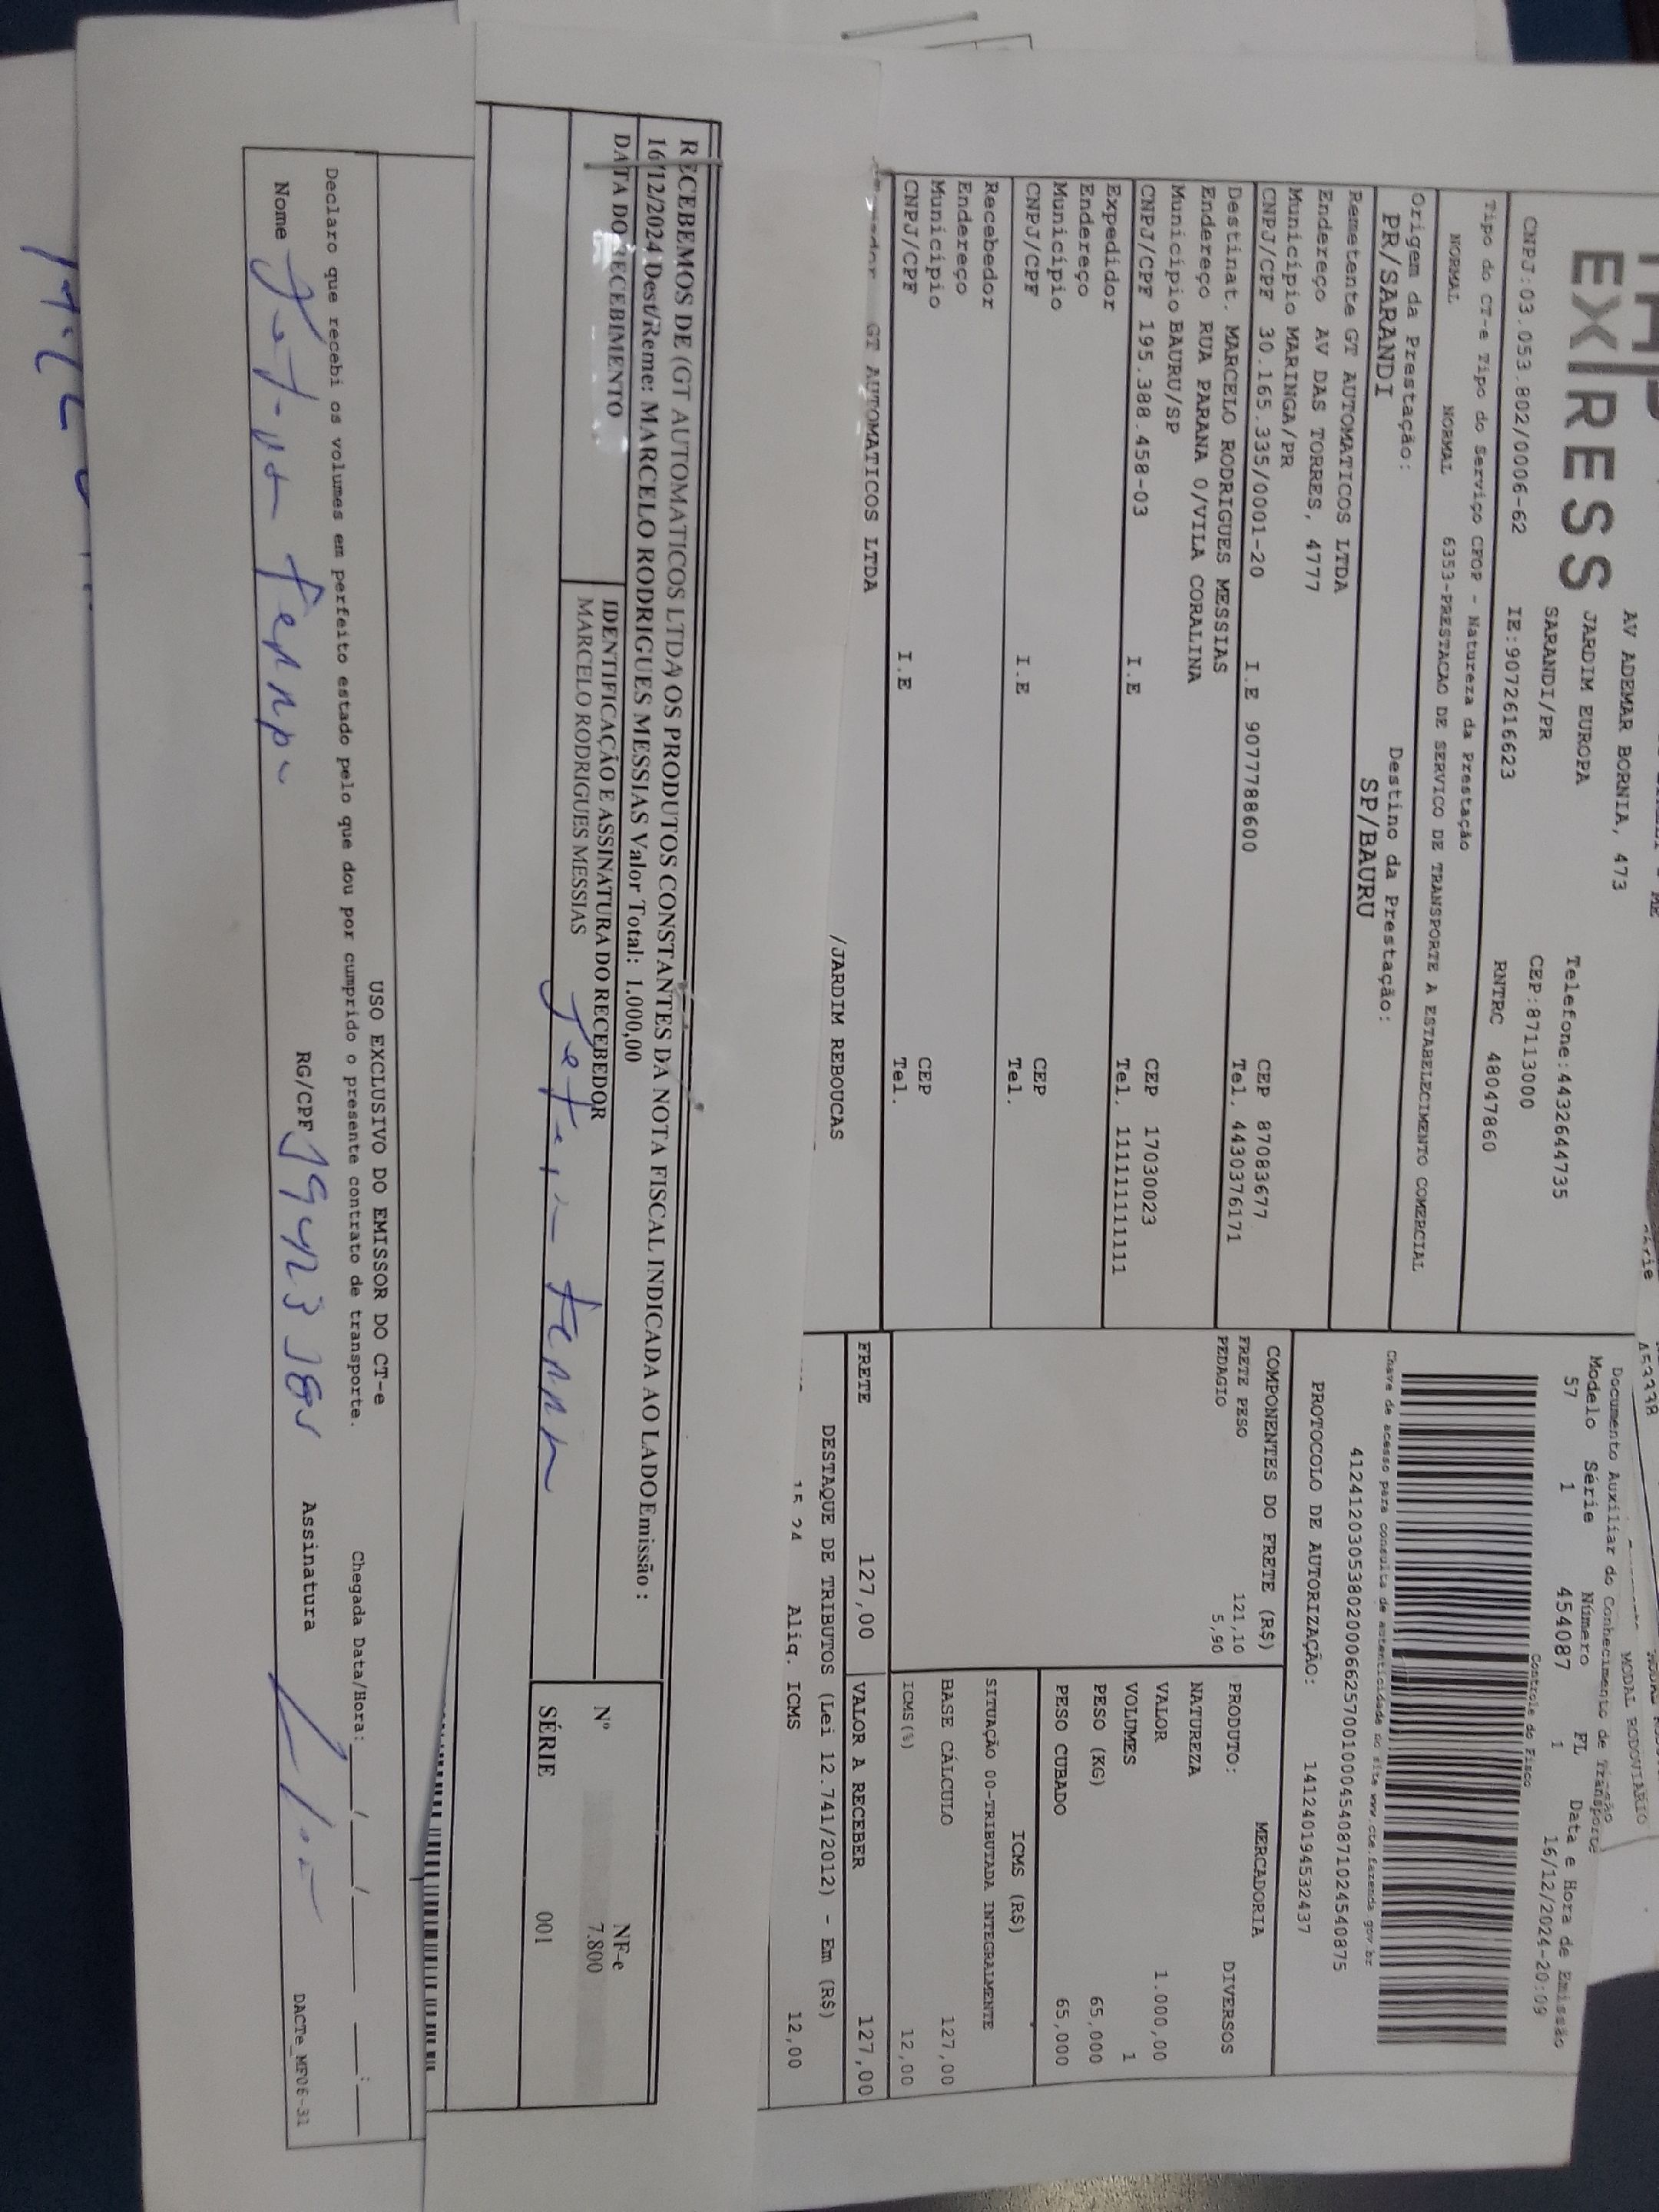 EXPRESS
AV ADEMAR BORNIA, 473
JARDIM EUROPA
SARANDI/PR
Telefone:4432644735
CEP:87113000
CNPJ:03.053.802/0006-62
IE:9072616623
RNTRC 48047860
Tipo do CT-e Tipo do Serviço CFOP - Natureza da Prestação
NORMAL NORMAL 6353-PRESTACAO DE SERVICO DE TRANSPORTE A ESTABELECIMENTO COMERCIAL
Origem da Prestação: Destino da Prestação:
PR/SARANDI SP/BAURU
Remetente GT AUTOMATICOS LTDA
Endereço AV DAS TORRES, 4777
Município MARINGA/PR CEP 87083677
CNPJ/CPF 30.165.335/0001-20 I.E 9077788600 Tel. 4430376171
Destinat. MARCELO RODRIGUES MESSIAS
Endereço RUA PARANA 0/VILA CORALINA
Município BAURU/SP CEP 17030023
CNPJ/CPF 195.388.458-03 I.E Tel. 11111111111
Expedidor
Endereço
Município CEP
CNPJ/CPF I.E Tel.
Recebedor
Endereço
Município CEP
CNPJ/CPF I.E Tel.
GT AUTOMATICOS LTDA
/JARDIM REBOUCAS
MODAL RODOVIARIO
Documento Auxiliar do Conhecimento de Transporte
Modelo Série Número FL Data e Hora de Emissão
57 1 454087 1 16/12/2024-20:09
Controle do Fisco
Chave de acesso para consulta de autenticidade no site www.cte.fazenda.gov.br
41241203053802000662570010004540871024540875
PROTOCOLO DE AUTORIZAÇÃO: 141240194532437
COMPONENTES DO FRETE (R$)
FRETE PESO 121,10
PEDAGIO 5,90
MERCADORIA
PRODUTO: DIVERSOS
NATUREZA
VALOR 1.000,00
VOLUMES 1
PESO (KG) 65,000
PESO CUBADO 65,000
ICMS (R$)
SITUAÇÃO 00-TRIBUTADA INTEGRALMENTE
BASE CÁLCULO 127,00
ICMS(%) 12,00
FRETE 127,00 VALOR A RECEBER 127,00
DESTAQUE DE TRIBUTOS (Lei 12.741/2012) - Em (R$)
15,24 Aliq. ICMS 12,00
RECEBEMOS DE (GT AUTOMATICOS LTDA) OS PRODUTOS CONSTANTES DA NOTA FISCAL INDICADA AO LADO Emissão :
16/12/2024 Dest/Reme: MARCELO RODRIGUES MESSIAS Valor Total: 1.000,00
DATA DO RECEBIMENTO
IDENTIFICAÇÃO E ASSINATURA DO RECEBEDOR
MARCELO RODRIGUES MESSIAS
NF-e
Nº 7.800
SÉRIE 001
USO EXCLUSIVO DO EMISSOR DO CT-e
Declaro que recebi os volumes em perfeito estado pelo que dou por cumprido o presente contrato de transporte. Chegada Data/Hora: ___/___/_____ ___:___
Nome RG/CPF Assinatura
DACTe_MF06-31